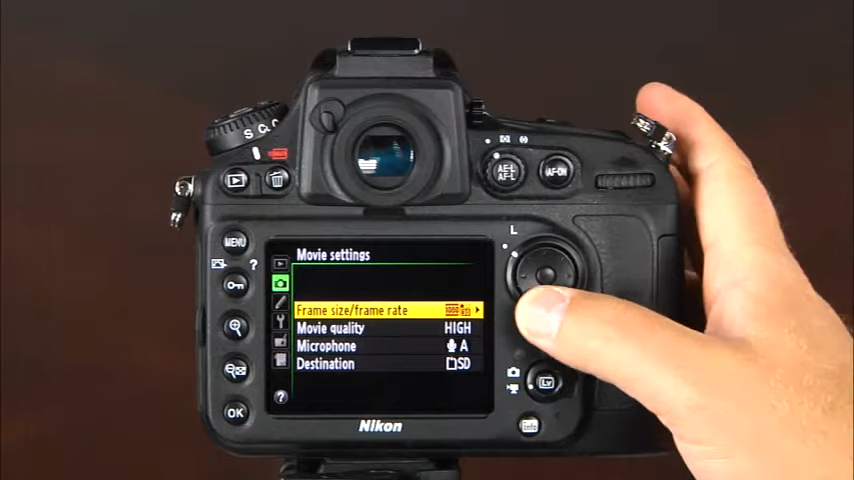 S CL C
AE-L
AF-L
AF-ON
L
MENU
?
Movie settings
Frame size/frame rate
Movie quality HIGH
Microphone A
Destination SD
?
OK
Lv
info
Nikon